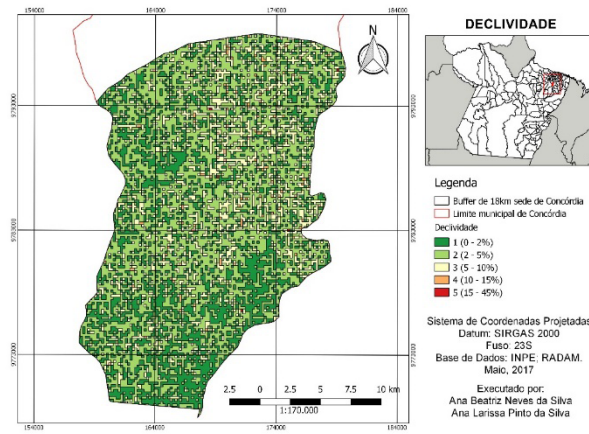 154000
164000
174000
184000
N
9793000
9793000
9783000
9783000
9773000
9773000
2.5 0 2.5 5 7.5 10 km
1:170.000
154000
164000
174000
184000
DECLIVIDADE
Legenda
Buffer de 18km sede de Concórdia
Limite municipal de Concórdia
Declividade
1 (0 - 2%)
2 (2 - 5%)
3 (5 - 10%)
4 (10 - 15%)
5 (15 - 45%)
Sistema de Coordenadas Projetadas
Datum: SIRGAS 2000
Fuso: 23S
Base de Dados: INPE; RADAM.
Maio, 2017
Executado por:
Ana Beatriz Neves da Silva
Ana Larissa Pinto da Silva